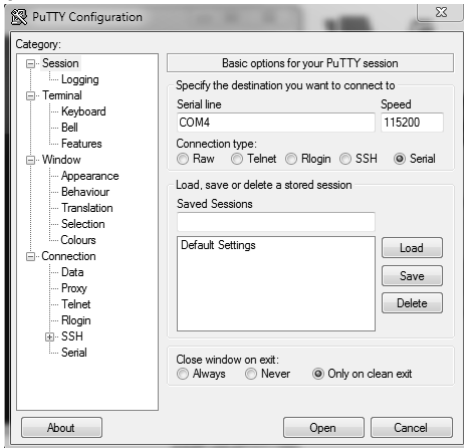 PuTTY Configuration
Category:
Session
Logging
Terminal
Keyboard
Bell
Features
Window
Appearance
Behaviour
Translation
Selection
Colours
Connection
Data
Proxy
Telnet
Rlogin
SSH
Serial
Basic options for your PuTTY session
Specify the destination you want to connect to
Serial line Speed
COM4 115200
Connection type:
Raw Telnet Rlogin SSH Serial
Load, save or delete a stored session
Saved Sessions
Default Settings
Load
Save
Delete
Close window on exit:
Always Never Only on clean exit
About Open Cancel